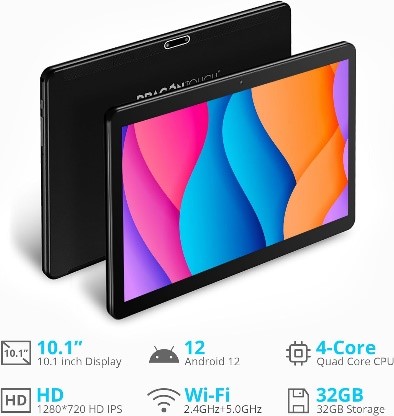 DRAGONTOUCH
10.1”
10.1”
10.1 inch Display
12
Android 12
4-Core
Quad Core CPU
HD
HD
1280*720 HD IPS
Wi-Fi
2.4GHz+5.0GHz
32GB
32GB Storage